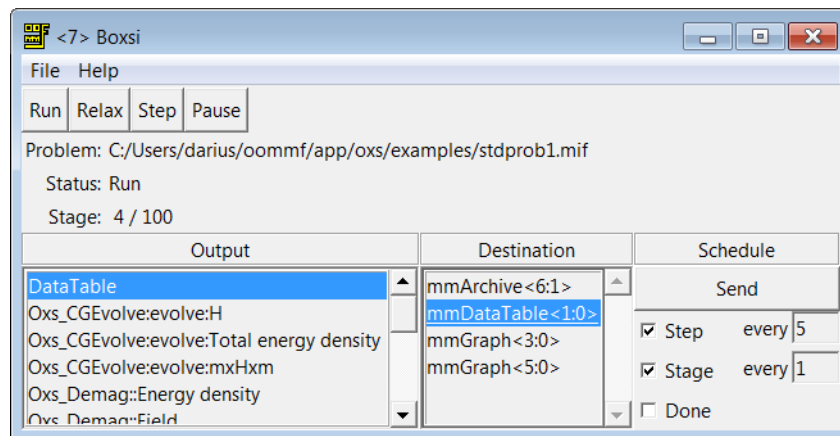 <7> Boxsi
File Help
Run Relax Step Pause
Problem: C:/Users/darius/oommf/app/oxs/examples/stdprob1.mif
Status: Run
Stage: 4 / 100
Output Destination Schedule
DataTable
Oxs_CGEvolve:evolve:H
Oxs_CGEvolve:evolve:Total energy density
Oxs_CGEvolve:evolve:mxHxm
Oxs_Demag::Energy density
Oxs_Demag::Field
mmArchive<6:1>
mmDataTable<1:0>
mmGraph<3:0>
mmGraph<5:0>
Send
Step every 5
Stage every 1
Done